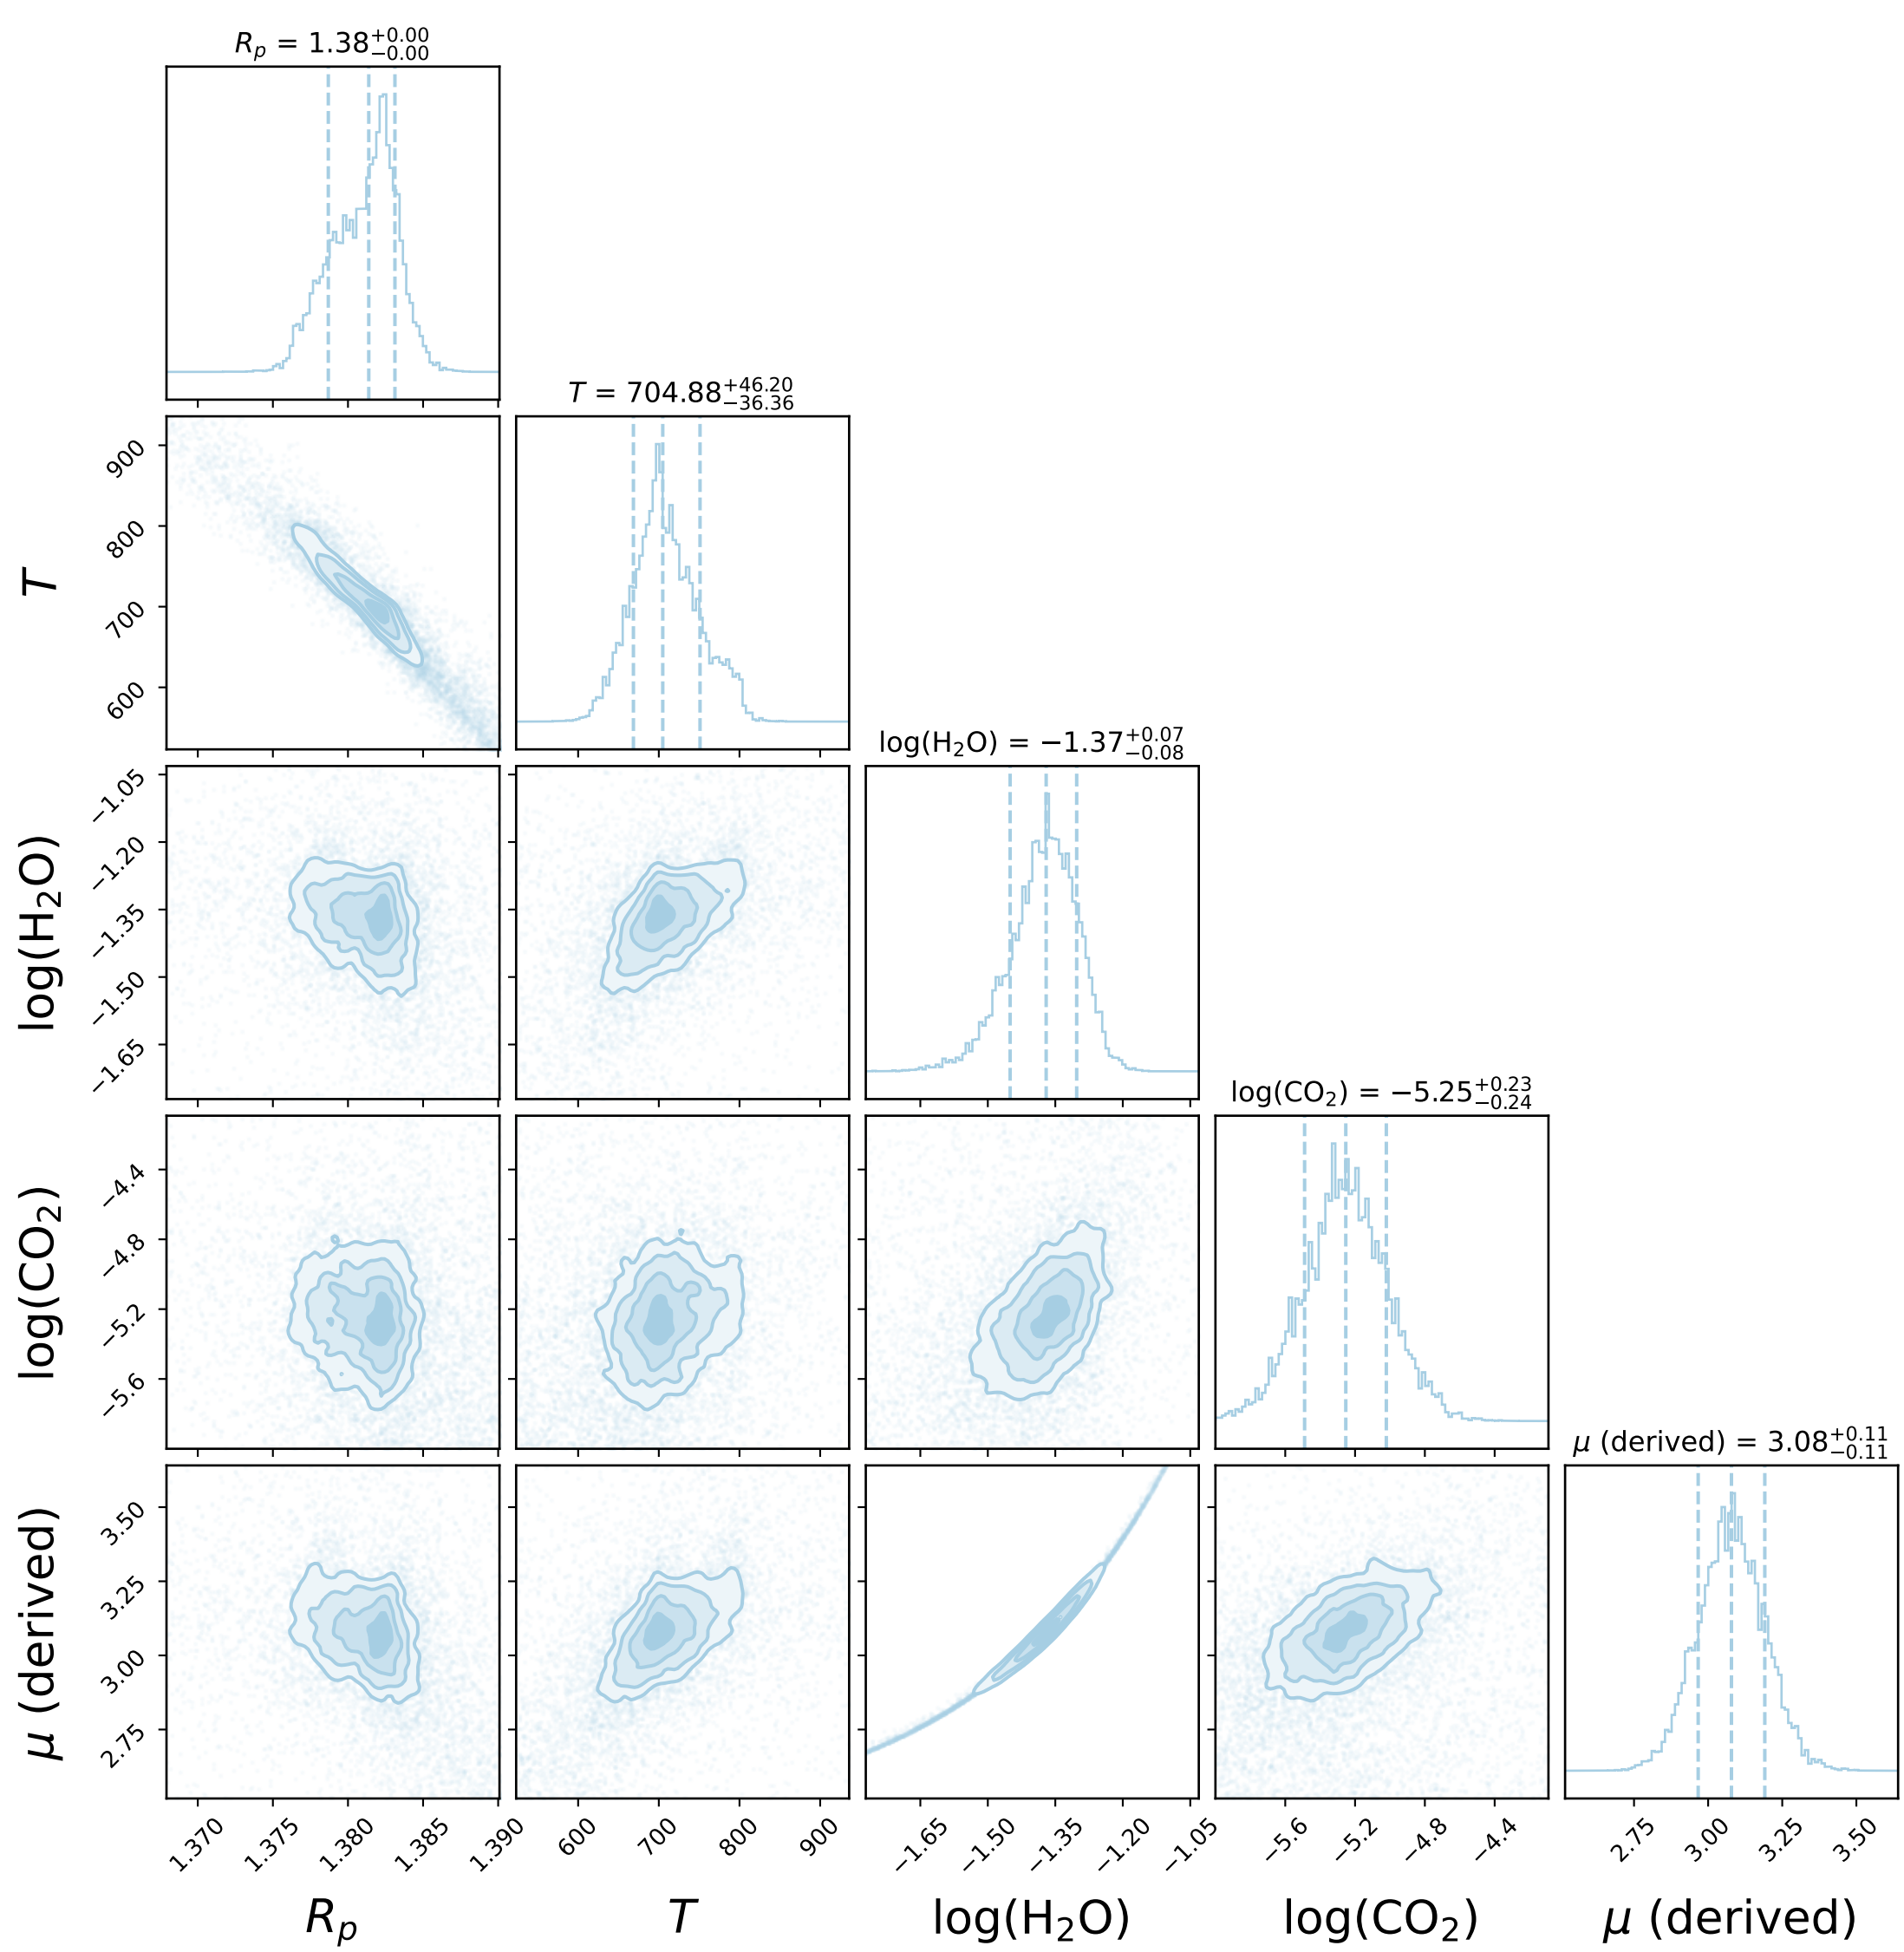 R_p = 1.38^{+0.00}_{−0.00}
T = 704.88^{+46.20}_{−36.36}
900
800
700
600
T
log(H₂O) = −1.37^{+0.07}_{−0.08}
−1.05
−1.20
−1.35
−1.50
−1.65
log(H₂O)
log(CO₂) = −5.25^{+0.23}_{−0.24}
−4.4
−4.8
−5.2
−5.6
log(CO₂)
μ (derived) = 3.08^{+0.11}_{−0.11}
3.50
3.25
3.00
2.75
μ (derived)
1.370 1.375 1.380 1.385 1.390 600 700 800 900 −1.65 −1.50 −1.35 −1.20 −1.05 −5.6 −5.2 −4.8 −4.4 2.75 3.00 3.25 3.50
R_p T log(H₂O) log(CO₂) μ (derived)